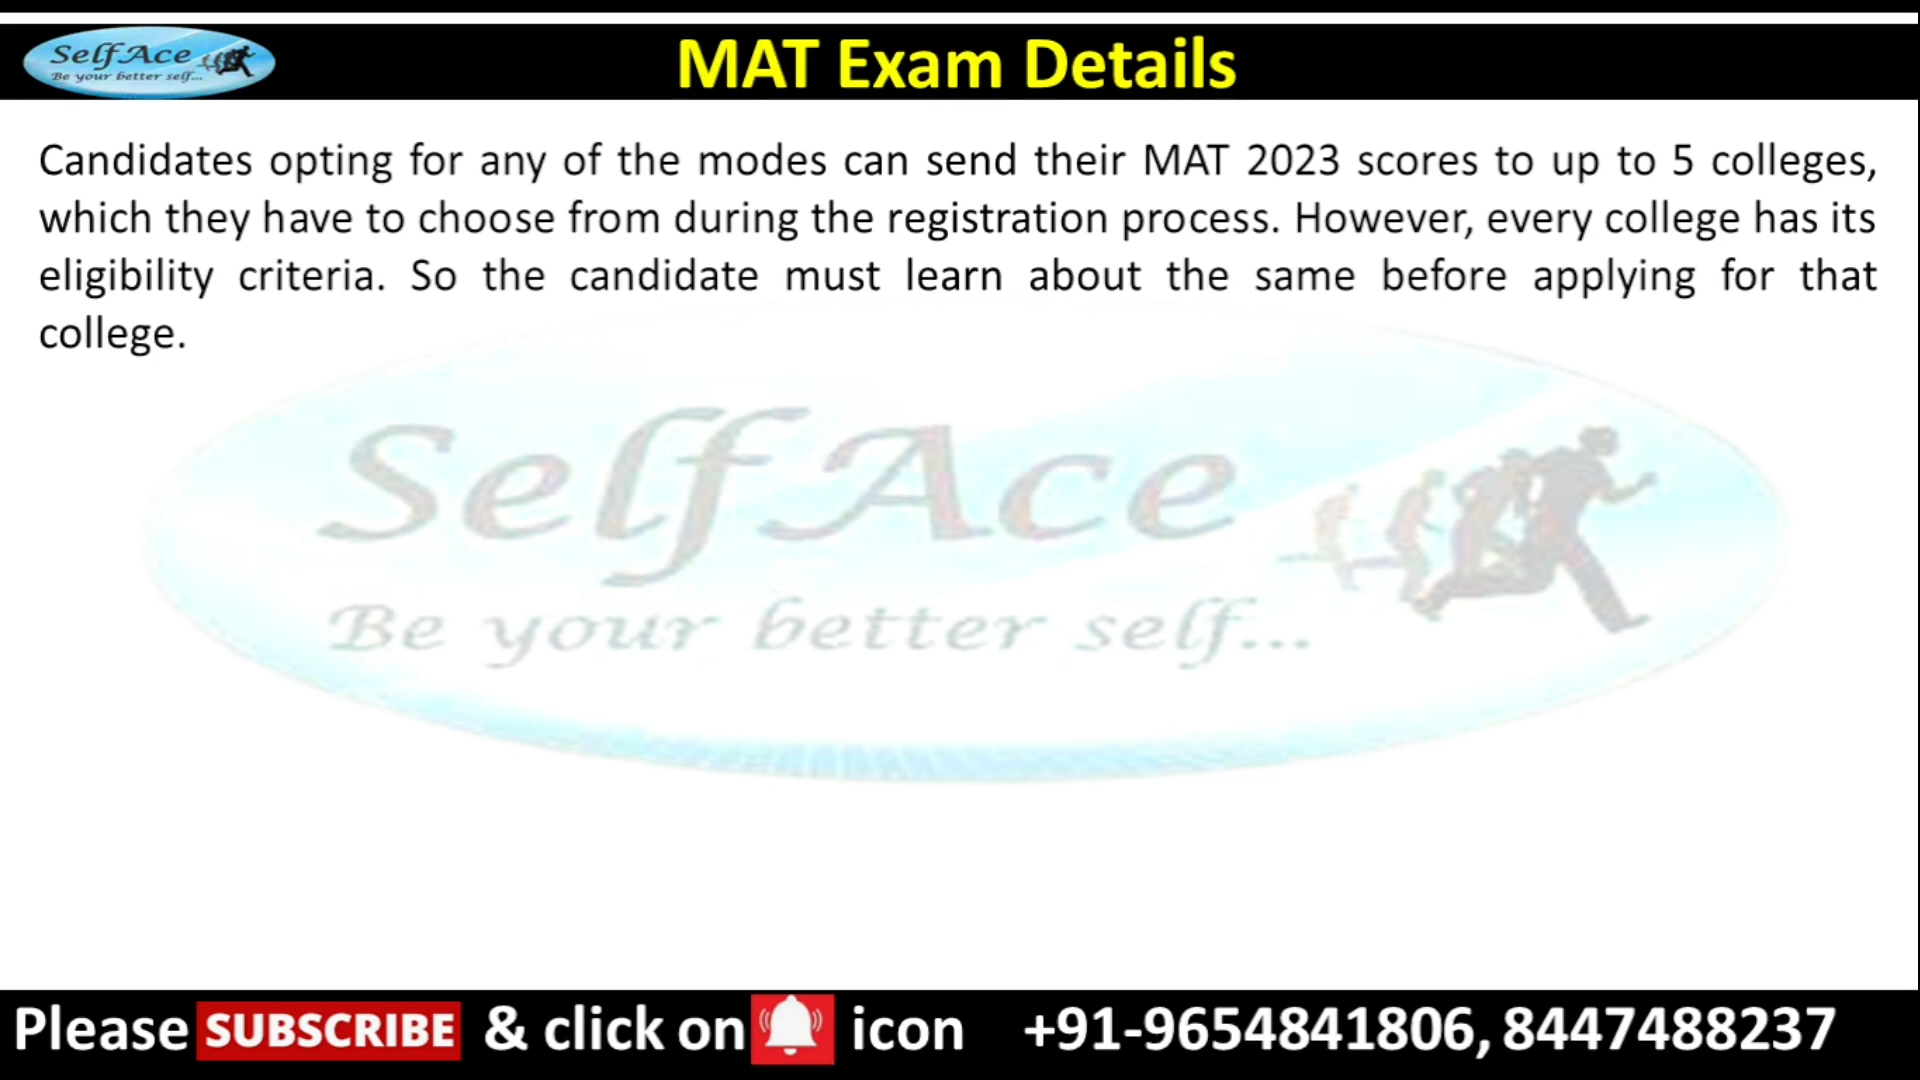 SelfAce
Be your better self...
MAT Exam Details
Candidates opting for any of the modes can send their MAT 2023 scores to up to 5 colleges,
which they have to choose from during the registration process. However, every college has its
eligibility criteria. So the candidate must learn about the same before applying for that
college.
SelfAce
Be your better self...
Please SUBSCRIBE & click on icon +91-9654841806, 8447488237